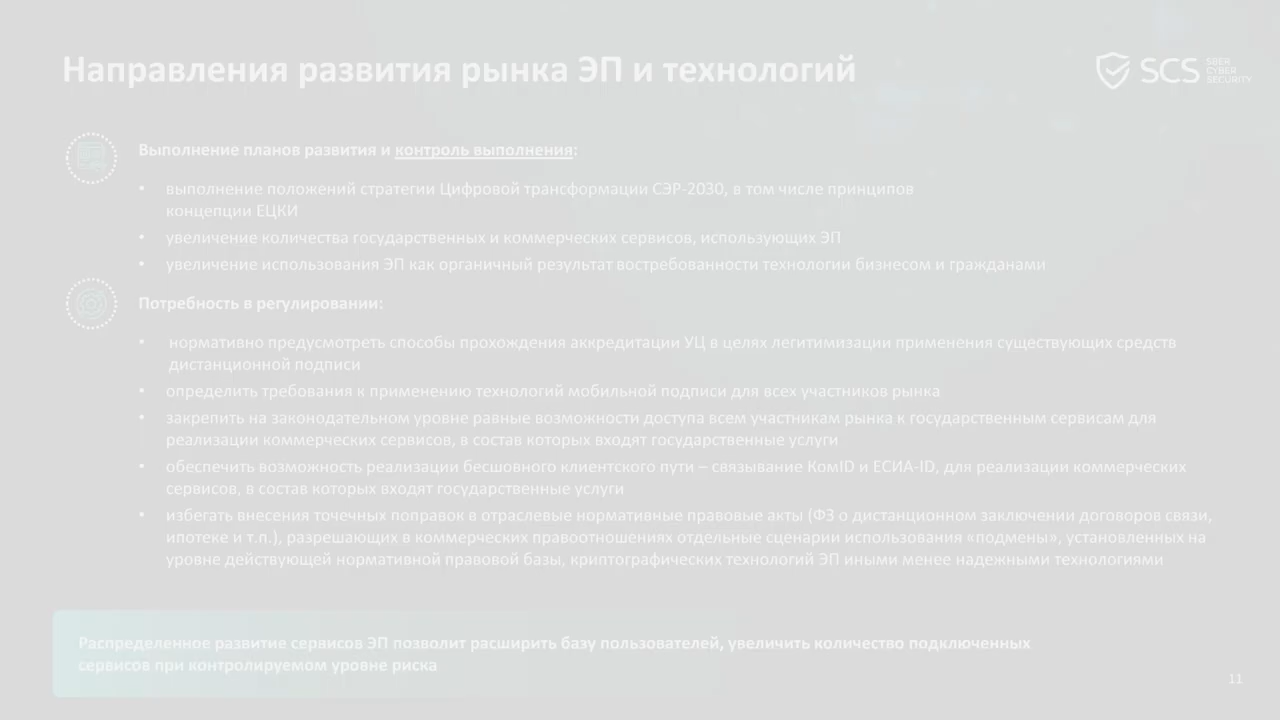 Направления развития рынка ЭП и технологий
SCS SBER CYBER SECURITY
Выполнение планов развития и контроль выполнения:
• выполнение положений стратегии Цифровой трансформации СЭР-2030, в том числе принципов
концепции ЕЦКИ
• увеличение количества государственных и коммерческих сервисов, использующих ЭП
• увеличение использования ЭП как органичный результат востребованности технологии бизнесом и гражданами
Потребность в регулировании:
• нормативно предусмотреть способы прохождения аккредитации УЦ в целях легитимизации применения существующих средств
дистанционной подписи
• определить требования к применению технологий мобильной подписи для всех участников рынка
• закрепить на законодательном уровне равные возможности доступа всем участникам рынка к государственным сервисам для
реализации коммерческих сервисов, в состав которых входят государственные услуги
• обеспечить возможность реализации бесшовного клиентского пути – связывание КомID и ЕСИА-ID, для реализации коммерческих
сервисов, в состав которых входят государственные услуги
• избегать внесения точечных поправок в отраслевые нормативные правовые акты (ФЗ о дистанционном заключении договоров связи,
ипотеке и т.п.), разрешающих в коммерческих правоотношениях отдельные сценарии использования «подмены», установленных на
уровне действующей нормативной правовой базы, криптографических технологий ЭП иными менее надежными технологиями
Распределенное развитие сервисов ЭП позволит расширить базу пользователей, увеличить количество подключенных
сервисов при контролируемом уровне риска
11